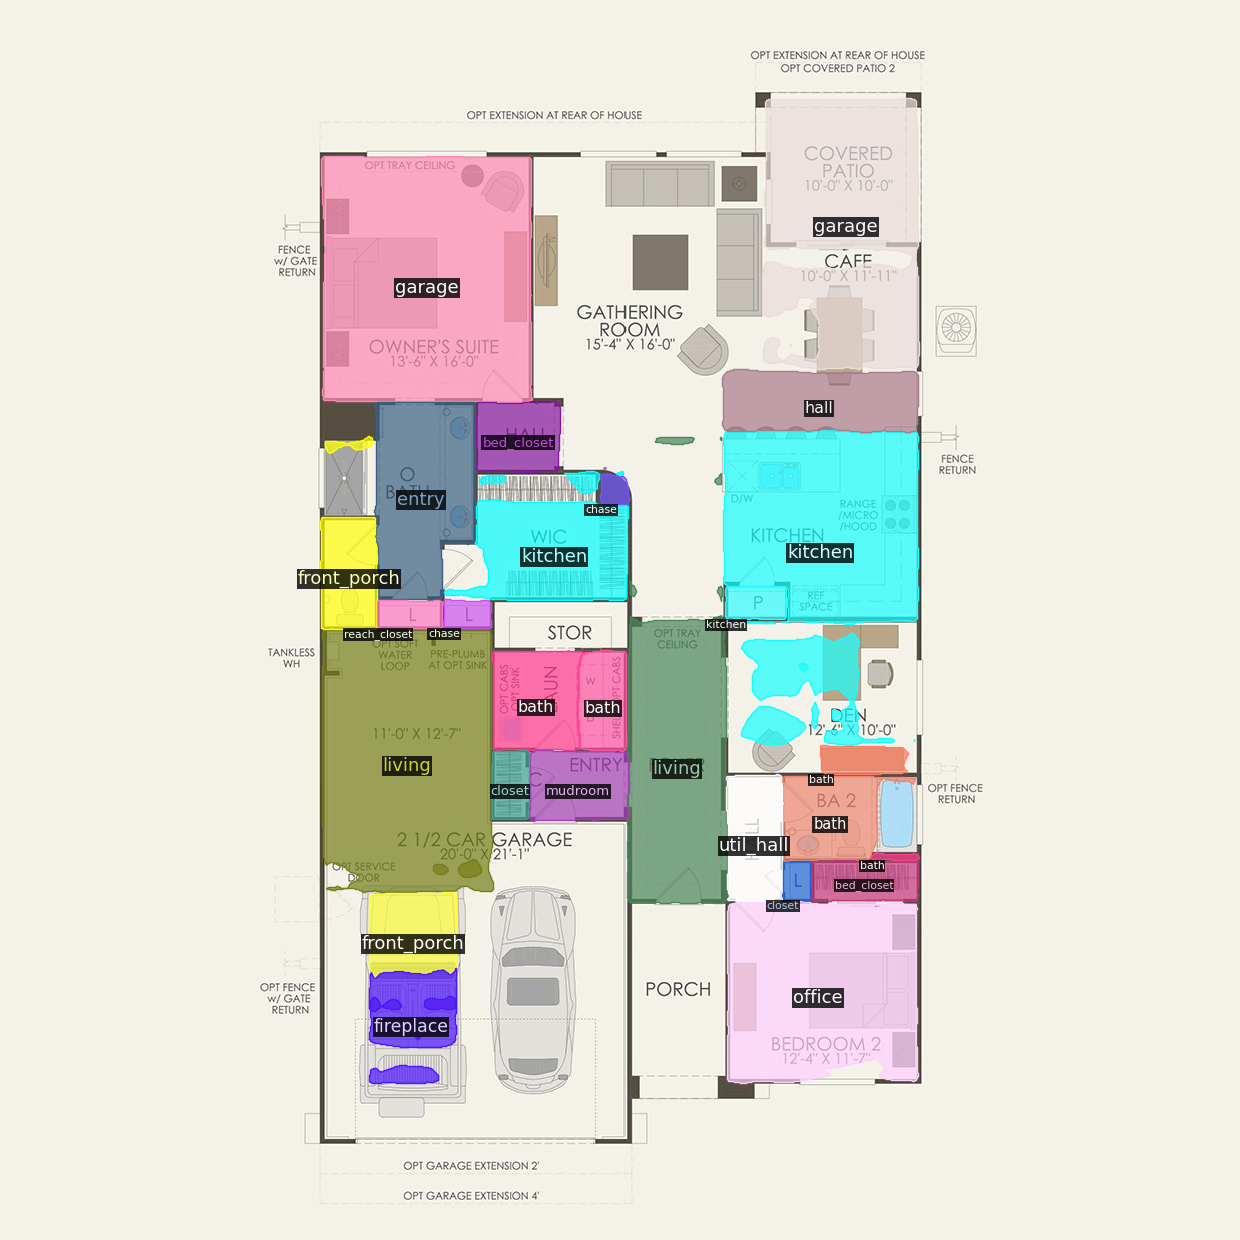 OPT EXTENSION AT REAR OF HOUSE
OPT COVERED PATIO 2
OPT EXTENSION AT REAR OF HOUSE
COVERED
PATIO
10'-0" X 10'-0"
garage
OPT TRAY CEILING
FENCE
w/ GATE
RETURN
garage
OWNER'S SUITE
13'-6" X 16'-0"
GATHERING
ROOM
15'-4" X 16'-0"
CAFE
10'-0" X 11'-11"
hall
HALL
bed_closet
FENCE
RETURN
entry
chase
D/W
RANGE
/MICRO
/HOOD
WIC
kitchen
KITCHEN
kitchen
front_porch
P
REF
SPACE
L
L
reach_closet
chase
STOR
kitchen
OPT TRAY
CEILING
TANKLESS
WH
OPT SOFT
WATER
LOOP
PRE-PLUMB
AT OPT SINK
OPT CABS
OPT SINK
LAUN
W
bath
bath
DEN
12'-6" X 10'-0"
11'-0" X 12'-7"
living
living
ENTRY
closet
mudroom
bath
OPT FENCE
RETURN
BA 2
bath
2 1/2 CAR GARAGE
20'-0" X 21'-1"
util_hall
OPT SERVICE
DOOR
bath
L
bed_closet
closet
front_porch
OPT FENCE
w/ GATE
RETURN
PORCH
office
fireplace
BEDROOM 2
12'-4" X 11'-7"
OPT GARAGE EXTENSION 2'
OPT GARAGE EXTENSION 4'